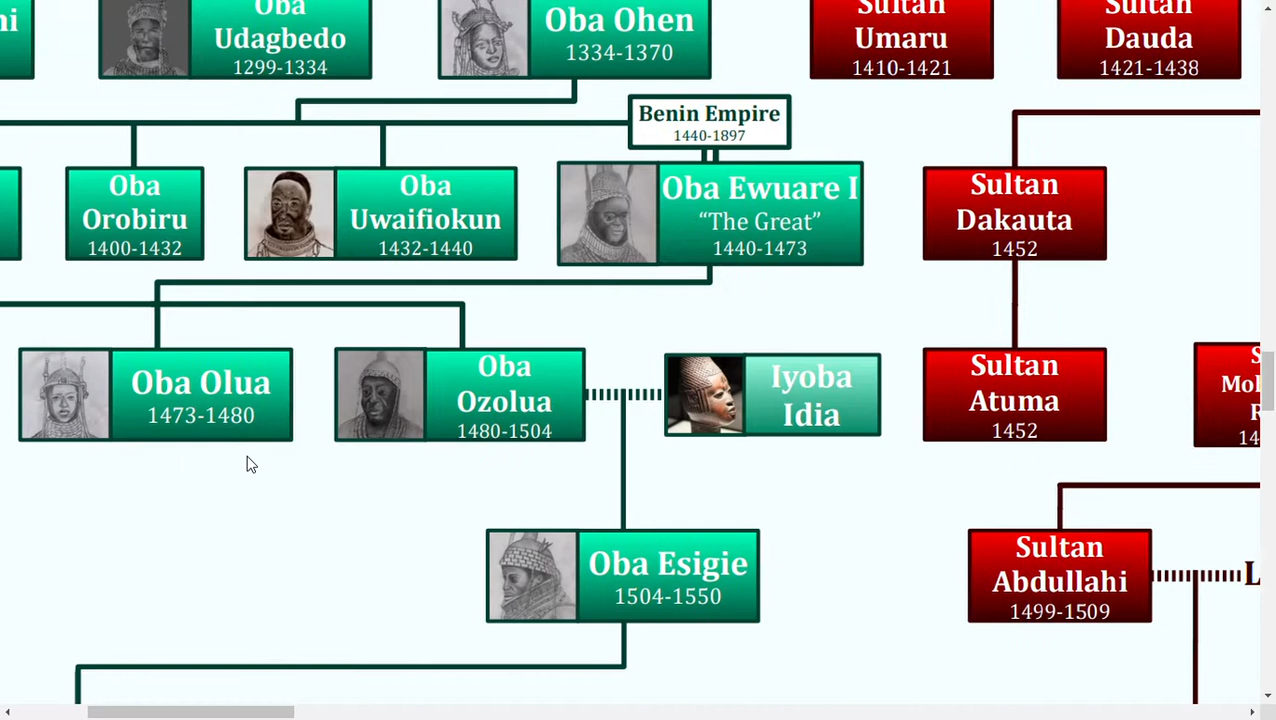 ni
Oba
Udagbedo
1299-1334
Oba Ohen
1334-1370
Sultan
Umaru
1410-1421
Sultan
Dauda
1421-1438
Benin Empire
1440-1897
Oba
Orobiru
1400-1432
Oba
Uwaifiokun
1432-1440
Oba Ewuare I
“The Great”
1440-1473
Sultan
Dakauta
1452
Oba Olua
1473-1480
Oba
Ozolua
1480-1504
Iyoba
Idia
Sultan
Atuma
1452
S
Mol
R
14
Oba Esigie
1504-1550
Sultan
Abdullahi
1499-1509
L